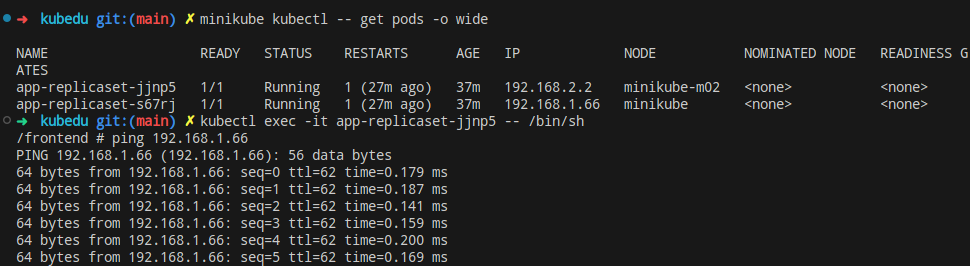 ➜ kubedu git:(main) ✗ minikube kubectl -- get pods -o wide
NAME READY STATUS RESTARTS AGE IP NODE NOMINATED NODE READINESS G
ATES
app-replicaset-jjnp5 1/1 Running 1 (27m ago) 37m 192.168.2.2 minikube-m02 <none> <none>
app-replicaset-s67rj 1/1 Running 1 (27m ago) 37m 192.168.1.66 minikube <none> <none>
➜ kubedu git:(main) ✗ kubectl exec -it app-replicaset-jjnp5 -- /bin/sh
/frontend # ping 192.168.1.66
PING 192.168.1.66 (192.168.1.66): 56 data bytes
64 bytes from 192.168.1.66: seq=0 ttl=62 time=0.179 ms
64 bytes from 192.168.1.66: seq=1 ttl=62 time=0.187 ms
64 bytes from 192.168.1.66: seq=2 ttl=62 time=0.141 ms
64 bytes from 192.168.1.66: seq=3 ttl=62 time=0.159 ms
64 bytes from 192.168.1.66: seq=4 ttl=62 time=0.200 ms
64 bytes from 192.168.1.66: seq=5 ttl=62 time=0.169 ms